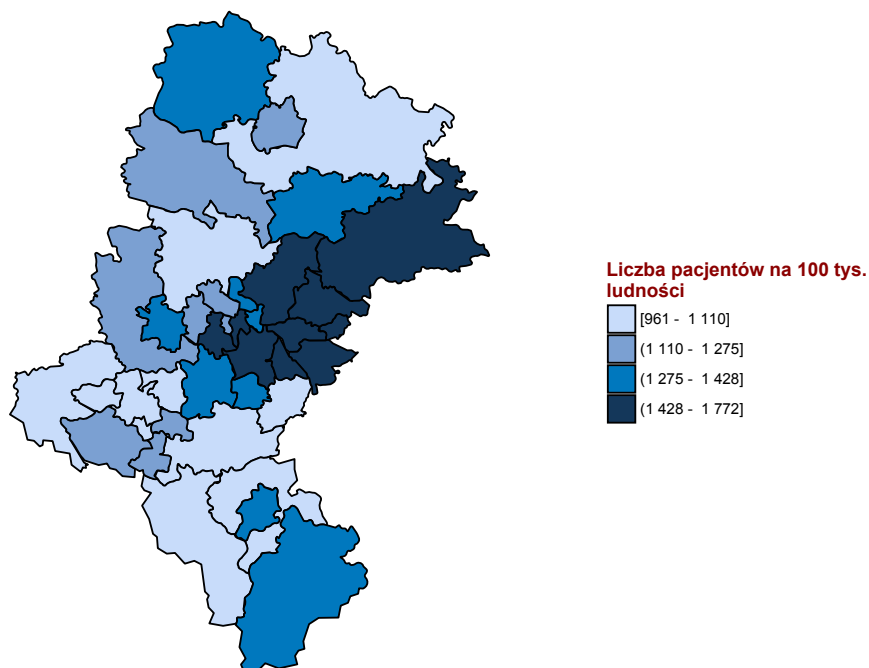 Liczba pacjentów na 100 tys.
ludności
[961 - 1 110]
(1 110 - 1 275]
(1 275 - 1 428]
(1 428 - 1 772]